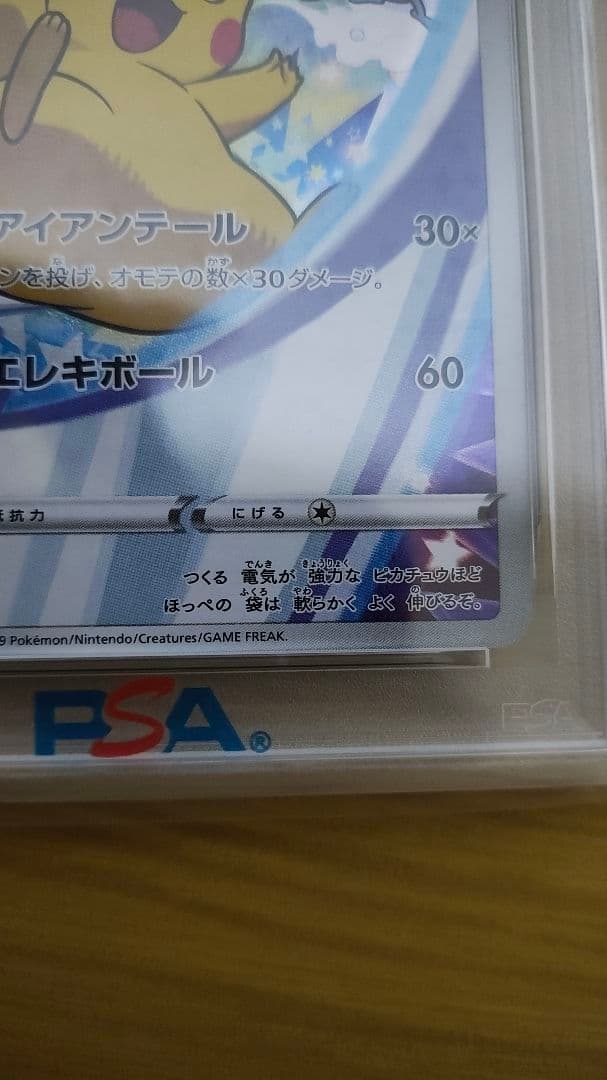 アイアンテール 30×
ンを投げ、オモテの数×30ダメージ。
エレキボール 60
抵抗力 にげる
つくる 電気が 強力な ピカチュウほど
ほっぺの 袋は 軟らかく よく 伸びるぞ。
9 Pokémon/Nintendo/Creatures/GAME FREAK.
PSA®
PSA